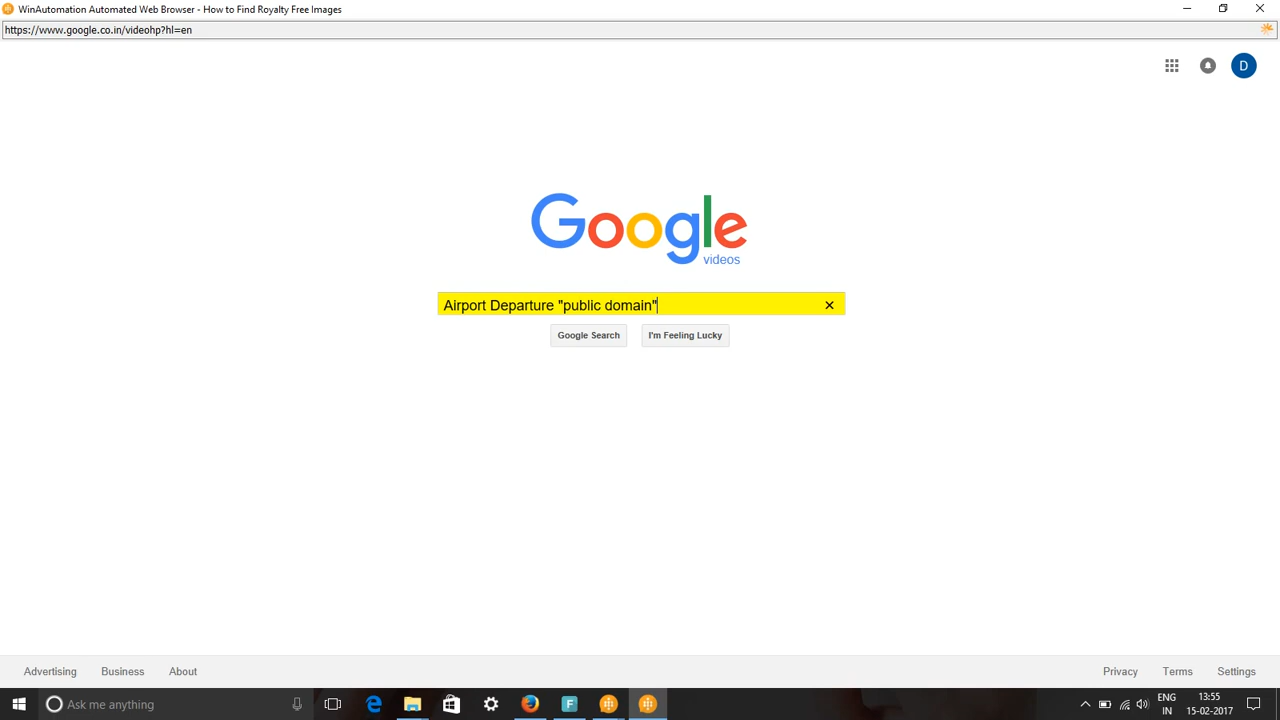 WinAutomation Automated Web Browser - How to Find Royalty Free Images
https://www.google.co.in/videohp?hl=en
D
Google
videos
Airport Departure "public domain"
Google Search I'm Feeling Lucky
Advertising Business About Privacy Terms Settings
Ask me anything
F
ENG
IN
13:55
15-02-2017